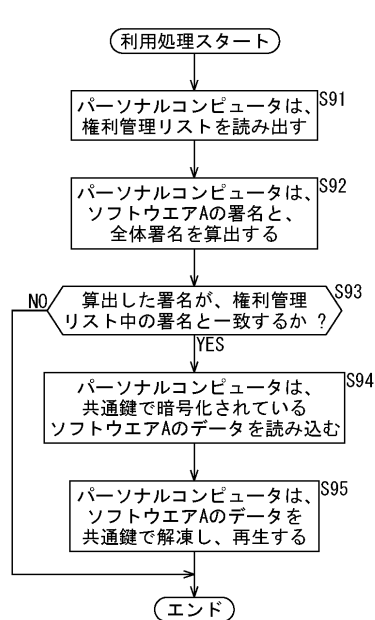 利用処理スタート
S91
パーソナルコンピュータは、
権利管理リストを読み出す
S92
パーソナルコンピュータは、
ソフトウエアAの署名と、
全体署名を算出する
S93
算出した署名が、権利管理
リスト中の署名と一致するか ?
NO
YES
S94
パーソナルコンピュータは、
共通鍵で暗号化されている
ソフトウエアAのデータを読み込む
S95
パーソナルコンピュータは、
ソフトウエアAのデータを
共通鍵で解凍し、再生する
エンド